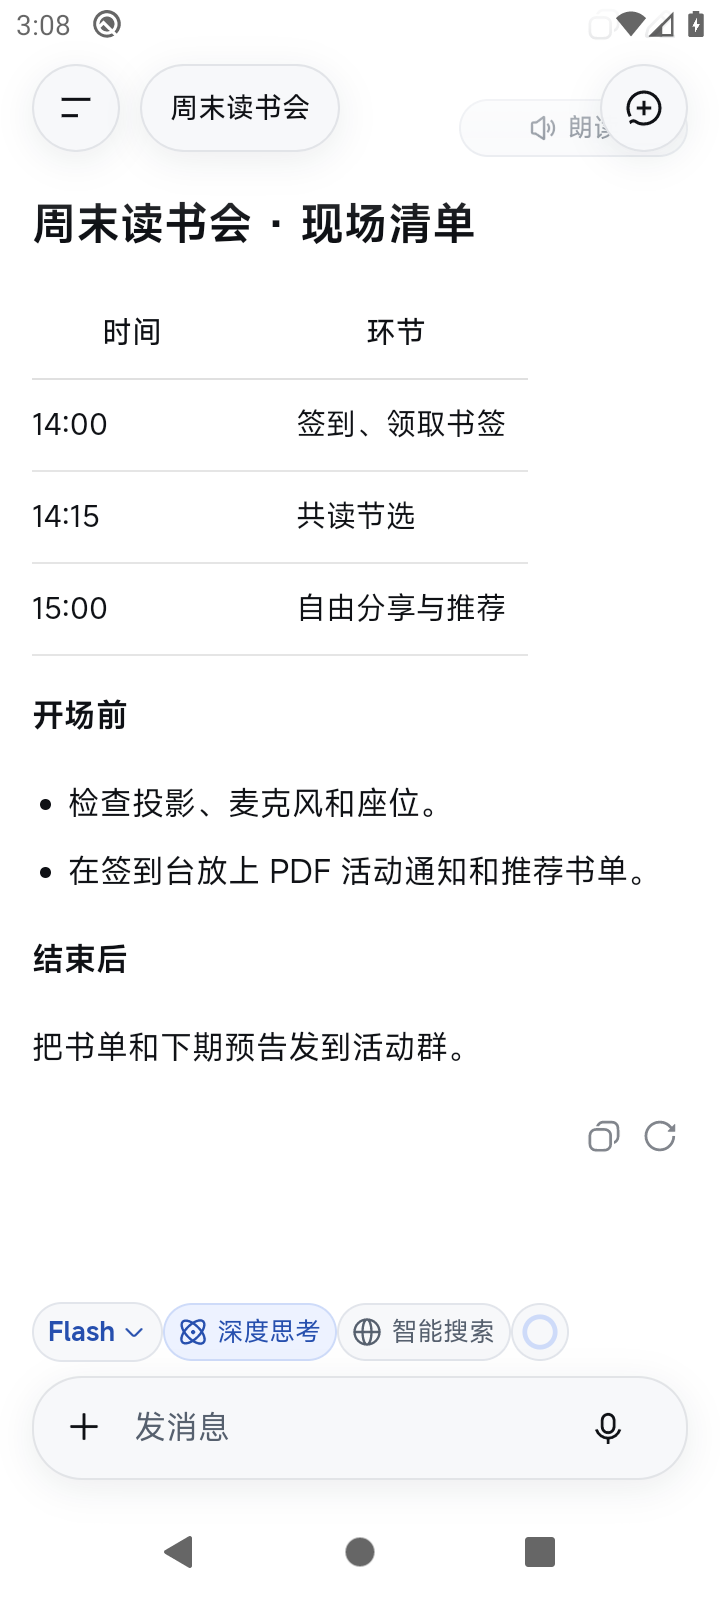 3:08
周末读书会
朗读
周末读书会 · 现场清单
时间 环节
14:00 签到、领取书签
14:15 共读节选
15:00 自由分享与推荐
开场前
• 检查投影、麦克风和座位。
• 在签到台放上 PDF 活动通知和推荐书单。
结束后
把书单和下期预告发到活动群。
Flash 深度思考 智能搜索
发消息